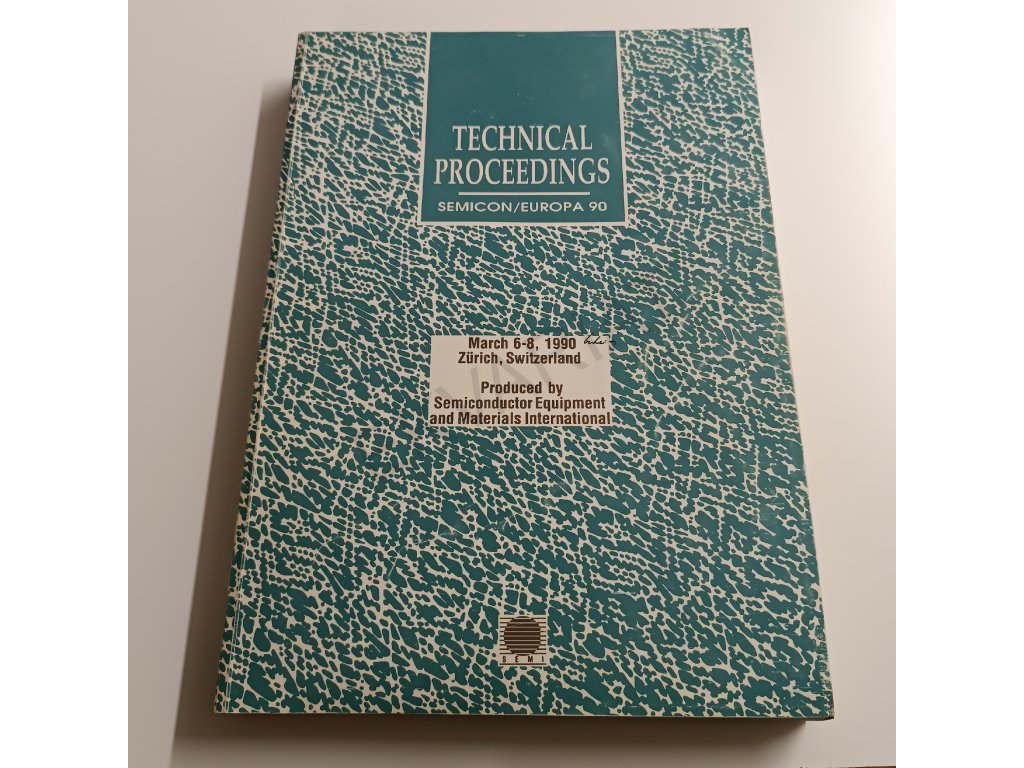 TECHNICAL
PROCEEDINGS
SEMICON/EUROPA 90
March 6-8, 1990
Zürich, Switzerland
Produced by
Semiconductor Equipment
and Materials International
SEMI